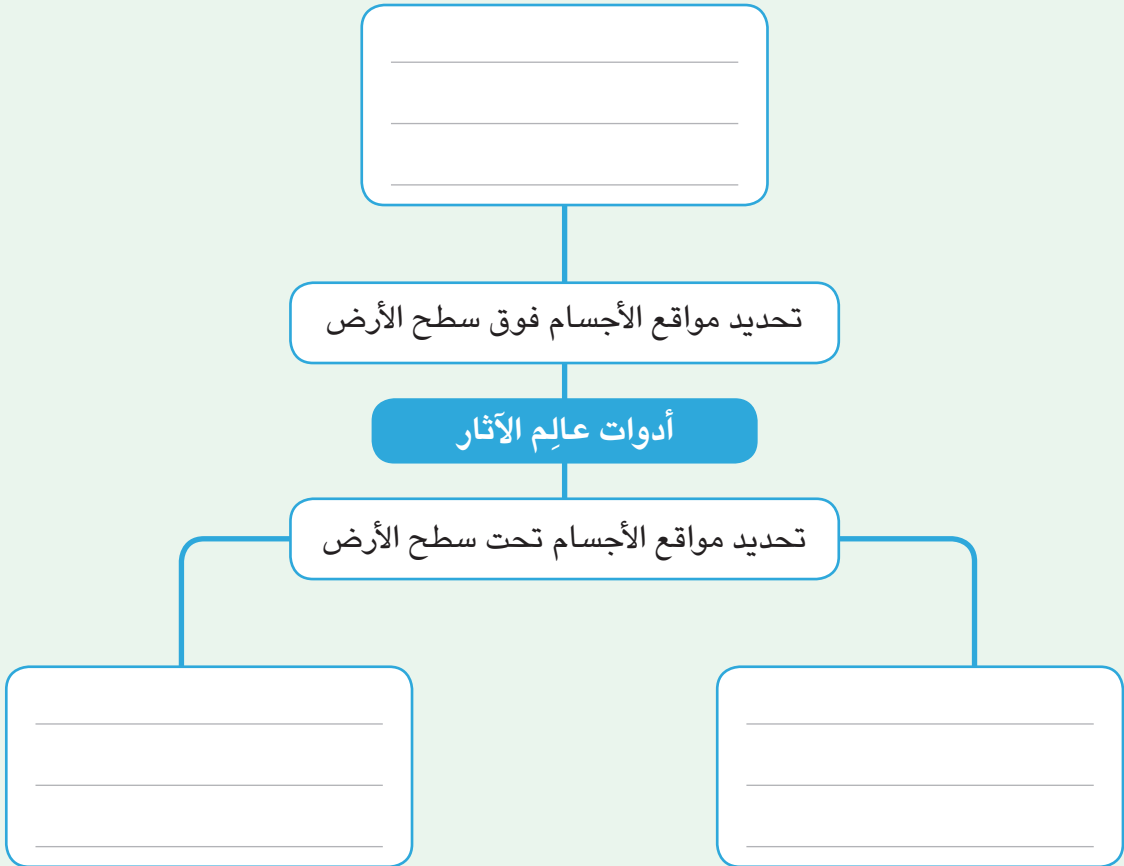 تحديد مواقع الأجسام فوق سطح الأرض
أدوات عالِم الآثار
تحديد مواقع الأجسام تحت سطح الأرض